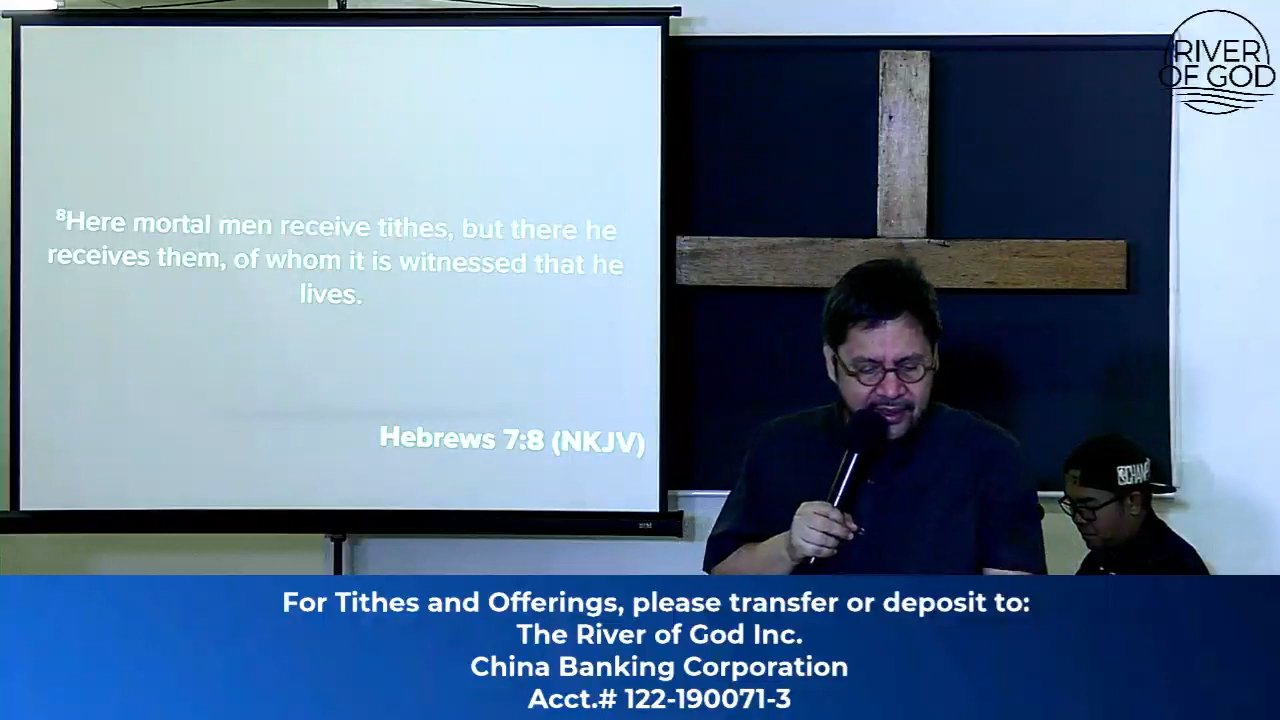 ⁸Here mortal men receive tithes, but there he
receives them, of whom it is witnessed that he
lives.
Hebrews 7:8 (NKJV)
RIVER
OF GOD
For Tithes and Offerings, please transfer or deposit to:
The River of God Inc.
China Banking Corporation
Acct.# 122-190071-3